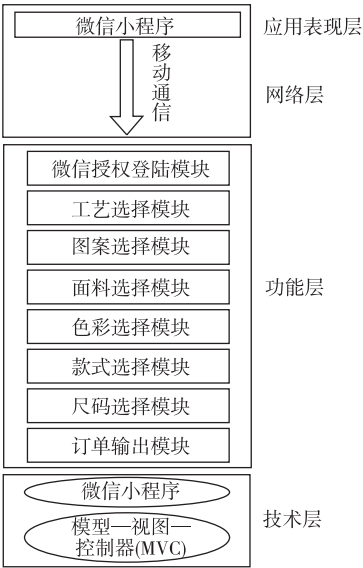 微信小程序
应用表现层
移动通信
网络层
微信授权登陆模块
工艺选择模块
图案选择模块
面料选择模块
功能层
色彩选择模块
款式选择模块
尺码选择模块
订单输出模块
微信小程序
技术层
模型—视图—
控制器(MVC)